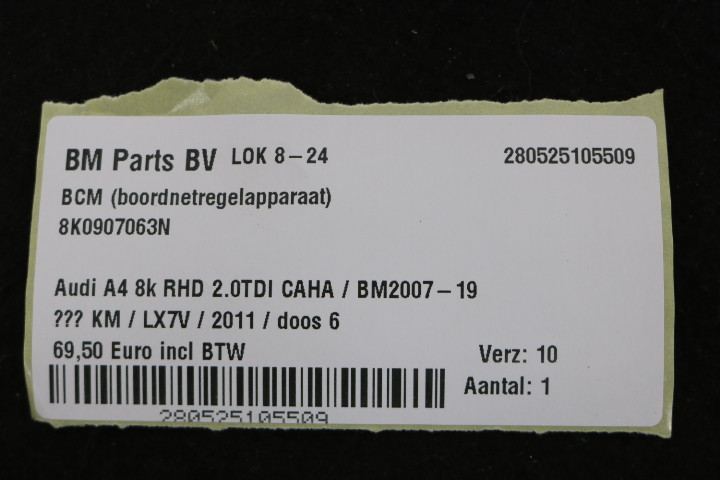 BM Parts BV LOK 8-24 280525105509
BCM (boordnetregelapparaat)
8K0907063N
Audi A4 8k RHD 2.0TDI CAHA / BM2007-19
??? KM / LX7V / 2011 / doos 6
69,50 Euro incl BTW Verz: 10
Aantal: 1
280525105509